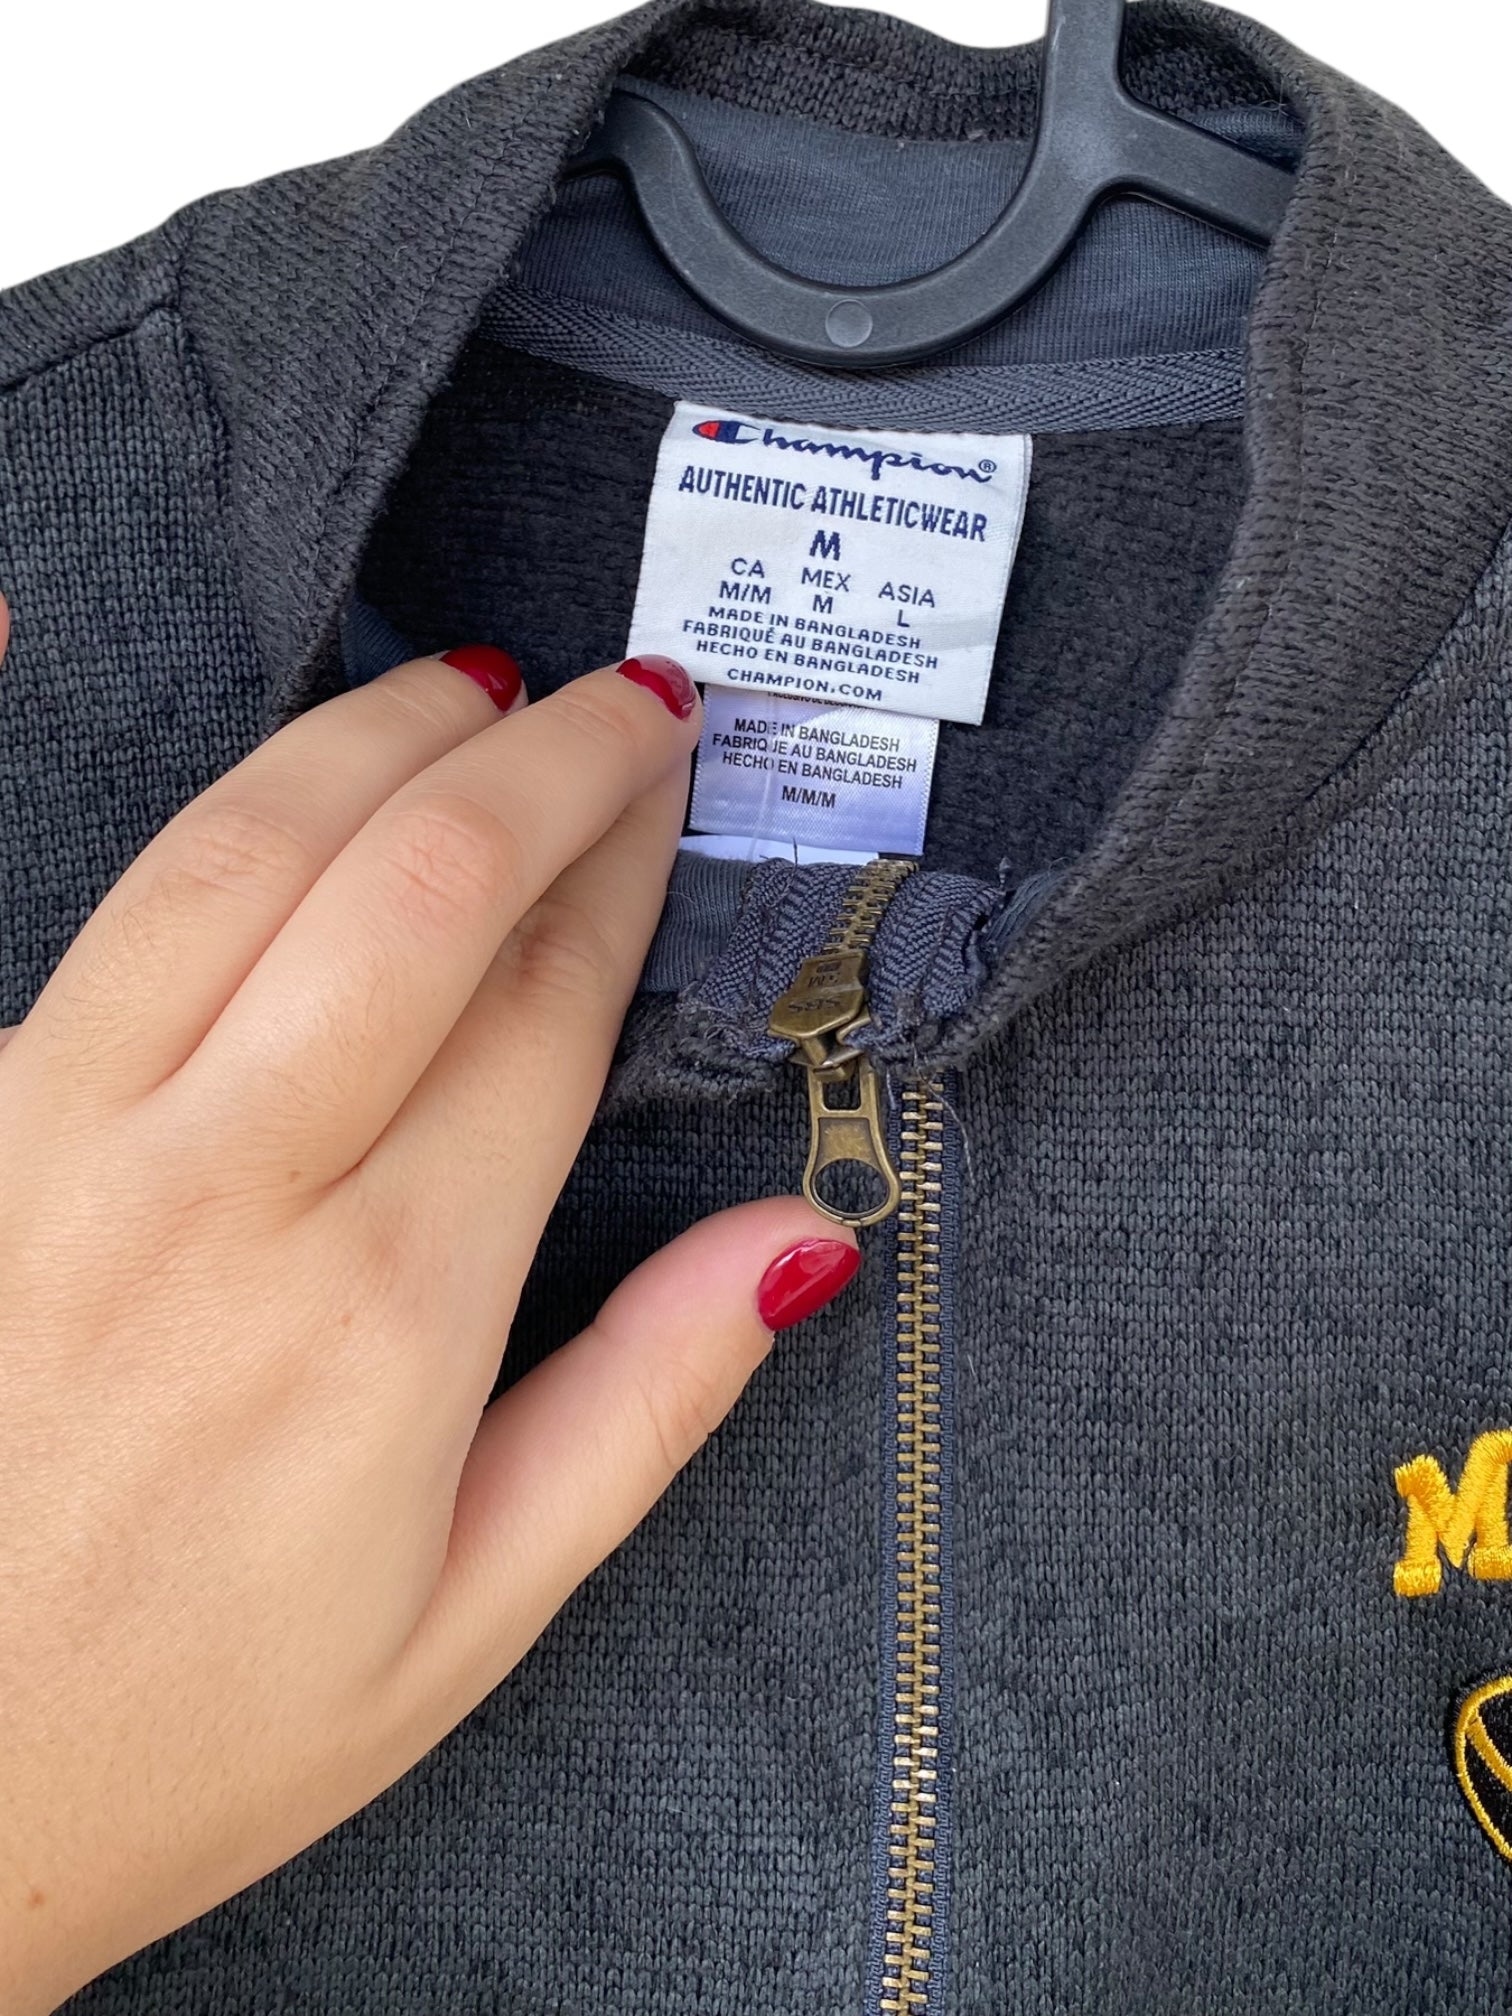 Champion®
AUTHENTIC ATHLETICWEAR
M
CA MEX ASIA
M/M M L
MADE IN BANGLADESH
FABRIQUÉ AU BANGLADESH
HECHO EN BANGLADESH
CHAMPION.COM
MADE IN BANGLADESH
FABRIQUE AU BANGLADESH
HECHO EN BANGLADESH
M/M/M
SBS
M